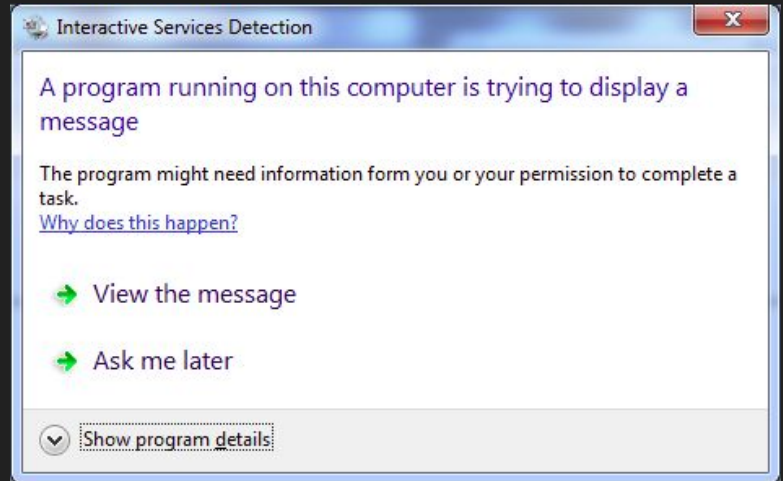 Interactive Services Detection
A program running on this computer is trying to display a
message
The program might need information form you or your permission to complete a
task.
Why does this happen?
View the message
Ask me later
Show program details